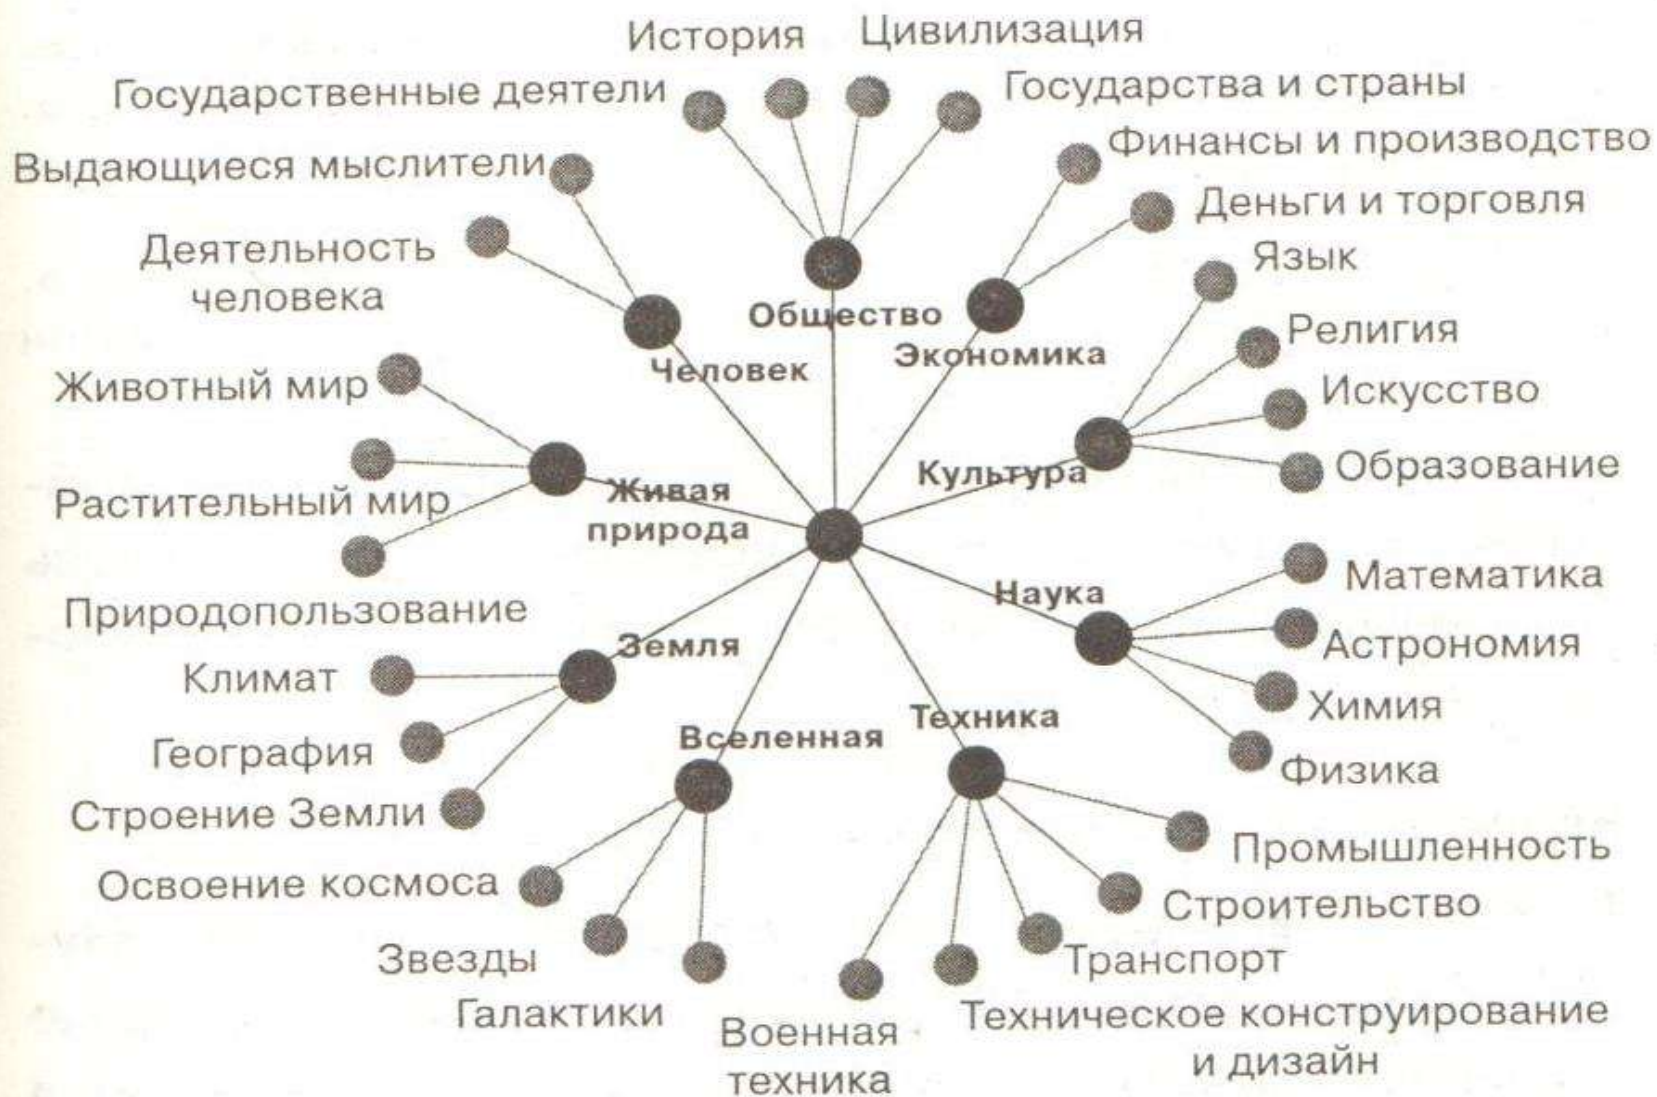 История
Цивилизация
Государственные деятели
Государства и страны
Финансы и производство
Выдающиеся мыслители
Деньги и торговля
Деятельность
человека
Язык
Общество
Религия
Экономика
Человек
Животный мир
Искусство
Культура
Образование
Живая
природа
Растительный мир
Математика
Наука
Природопользование
Астрономия
Земля
Климат
Химия
Техника
Вселенная
География
Физика
Строение Земли
Промышленность
Освоение космоса
Строительство
Звезды
Транспорт
Галактики
Техническое конструирование
и дизайн
Военная
техника